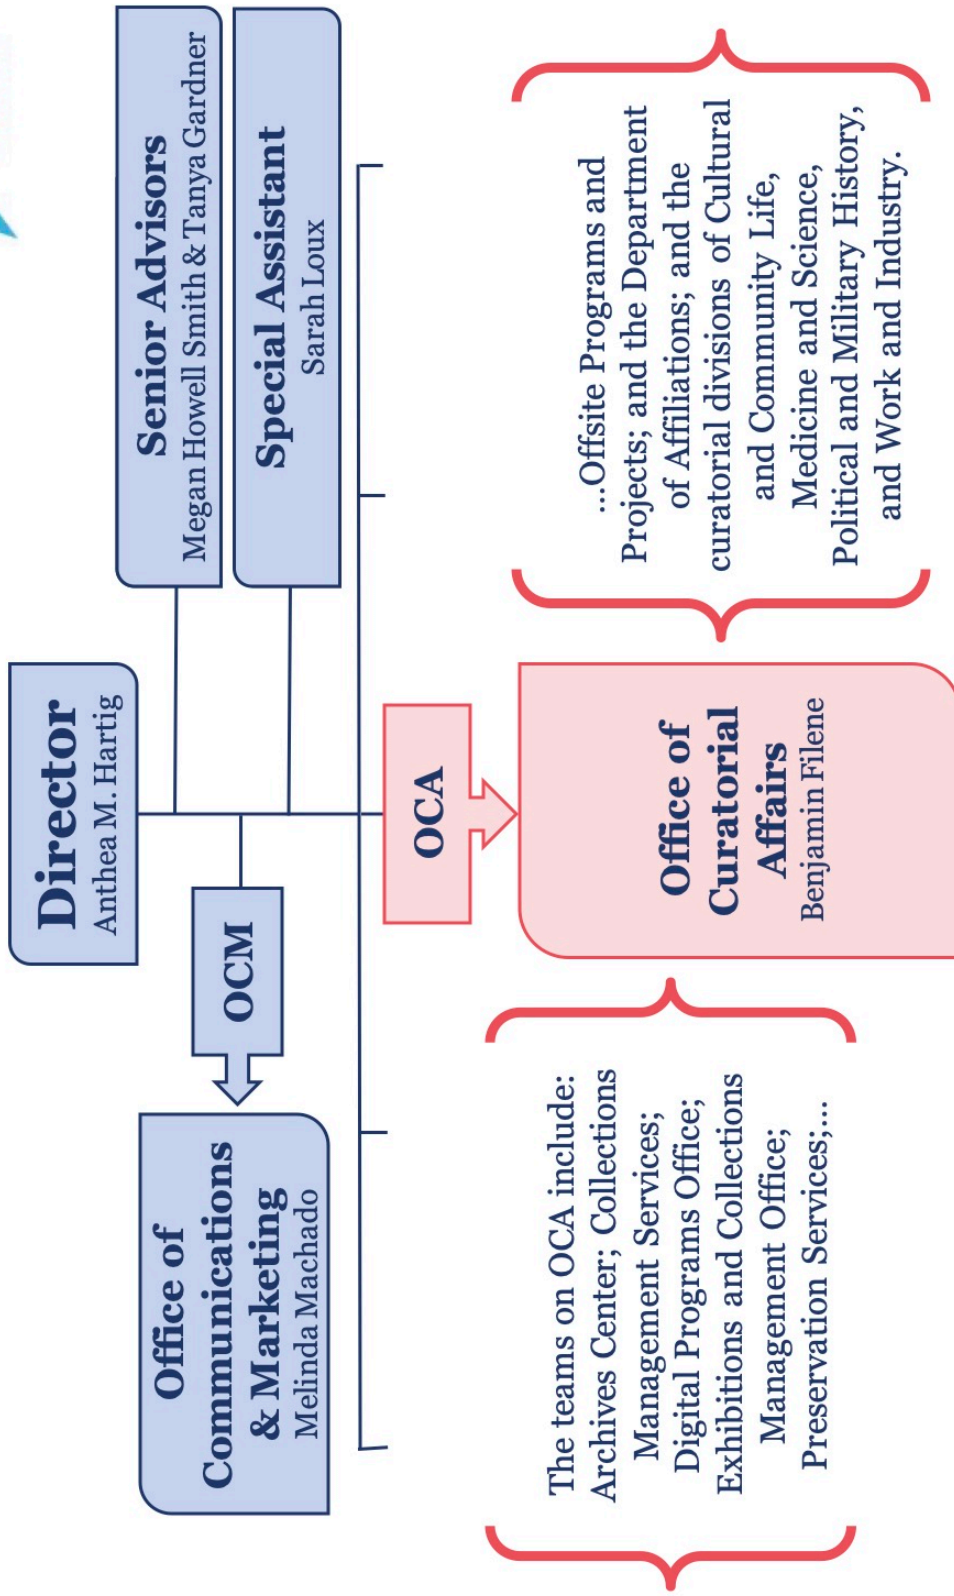 Director
Anthea M. Hartig
Senior Advisors
Megan Howell Smith & Tanya Gardner
Special Assistant
Sarah Loux
OCM
Office of
Communications
& Marketing
Melinda Machado
OCA
Office of
Curatorial
Affairs
Benjamin Filene
The teams on OCA include:
Archives Center; Collections
Management Services;
Digital Programs Office;
Exhibitions and Collections
Management Office;
Preservation Services;...
...Offsite Programs and
Projects; and the Department
of Affiliations; and the
curatorial divisions of Cultural
and Community Life,
Medicine and Science,
Political and Military History,
and Work and Industry.